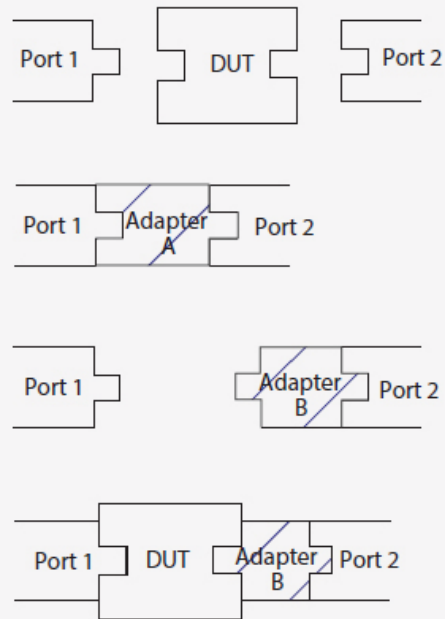 Port 1
DUT
Port 2
Port 1
Adapter
A
Port 2
Port 1
Adapter
B
Port 2
Port 1
DUT
Adapter
B
Port 2